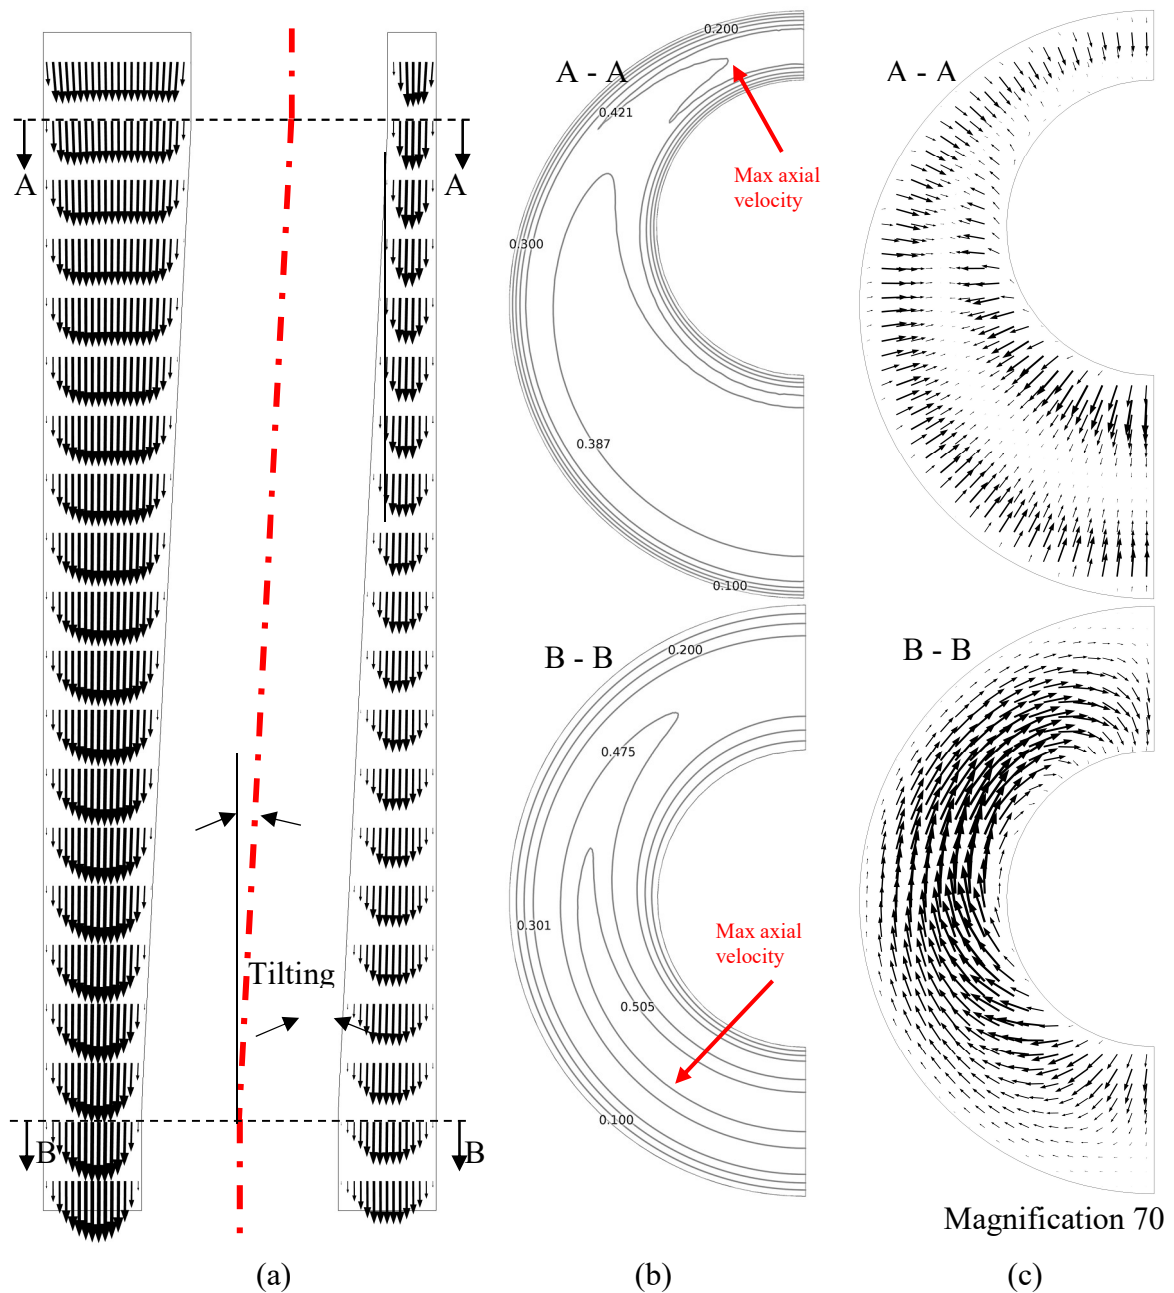 A
A
Tilting
B
B
(a)
A - A
0.200
0.421
Max axial
velocity
0.300
0.387
0.100
B - B
0.200
0.475
0.301
Max axial
velocity
0.505
0.100
(b)
A - A
B - B
Magnification 70
(c)